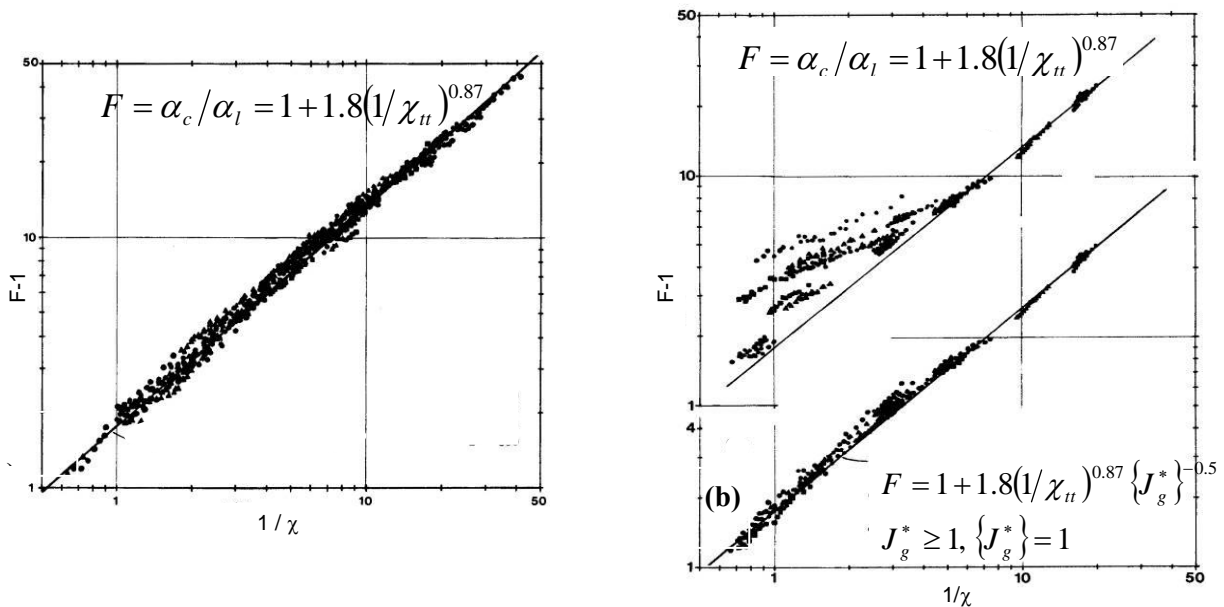 50
F = α_c/α_l = 1+1.8(1/χ_tt)^0.87
10
F-1
1
1
10
50
1 / χ
50
F = α_c/α_l = 1+1.8(1/χ_tt)^0.87
10
F-1
1
4
(b)
F = 1+1.8(1/χ_tt)^0.87 {J_g^*}^-0.5
J_g^* ≥ 1, {J_g^*} = 1
1
1
10
50
1/χ